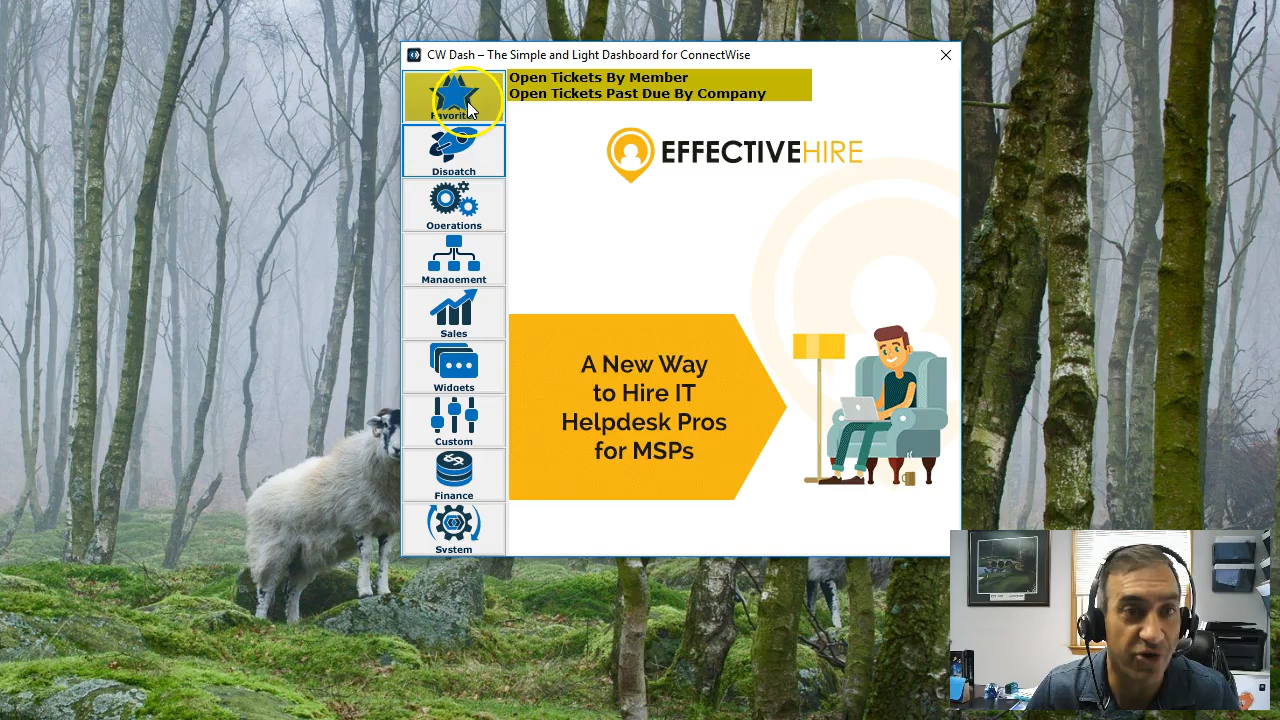 CW Dash – The Simple and Light Dashboard for ConnectWise
Favorites
Open Tickets By Member
Open Tickets Past Due By Company
Dispatch
Operations
Management
Sales
Widgets
Custom
Finance
System
EFFECTIVEHIRE
A New Way
to Hire IT
Helpdesk Pros
for MSPs